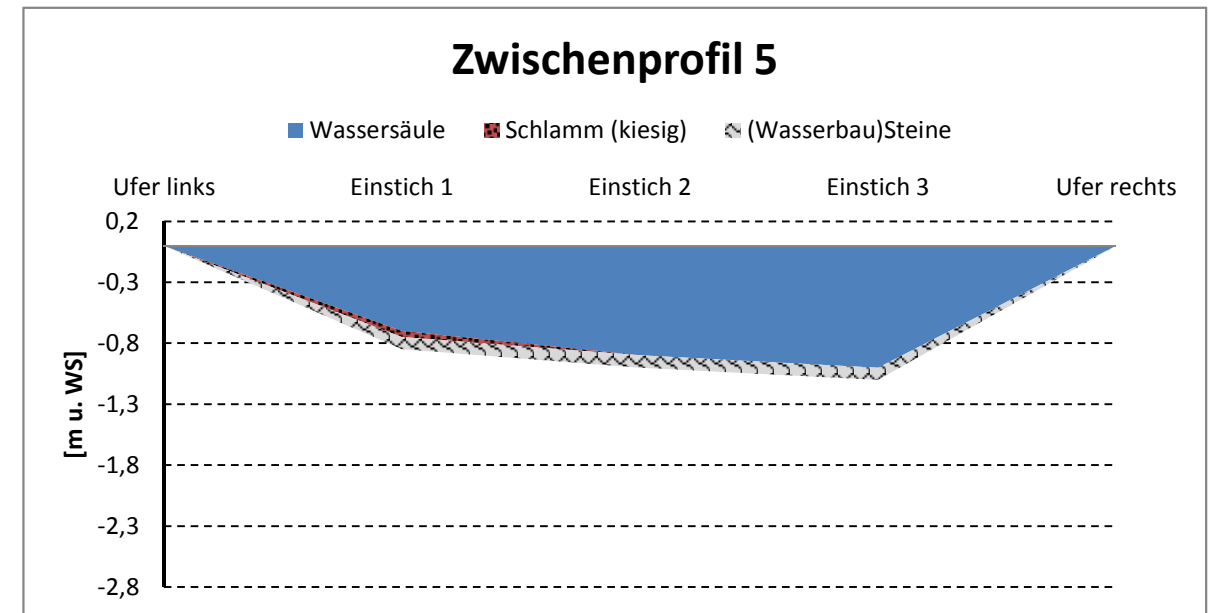 Zwischenprofil 5
Wassersäule Schlamm (kiesig) (Wasserbau)Steine
Ufer links Einstich 1 Einstich 2 Einstich 3 Ufer rechts
0,2
-0,3
-0,8
-1,3
-1,8
-2,3
-2,8
[m u. WS]